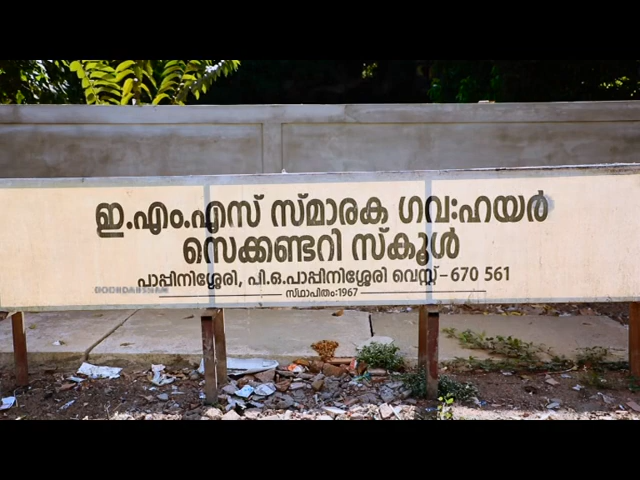 ഇ.എം.എസ് സ്മാരക ഗവ:ഹയർ
സെക്കണ്ടറി സ്കൂൾ
പാപ്പിനിശ്ശേരി, പി.ഒ.പാപ്പിനിശ്ശേരി വെസ്റ്റ്-670 561
സ്ഥാപിതം:1967